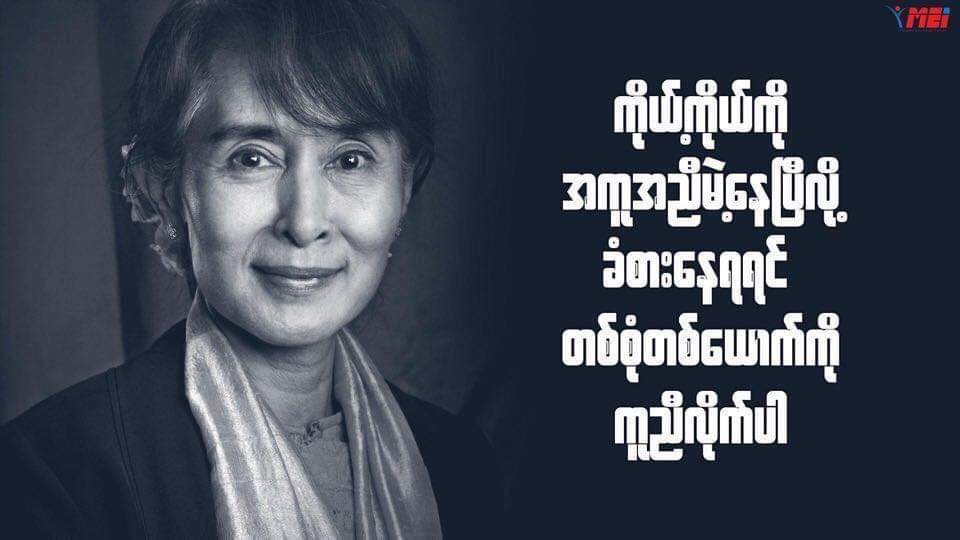 MEI
ကိုယ့်ကိုယ်ကို
အကူအညီမဲ့နေပြီလို့
ခံစားနေရရင်
တစ်စုံတစ်ယောက်ကို
ကူညီလိုက်ပါ